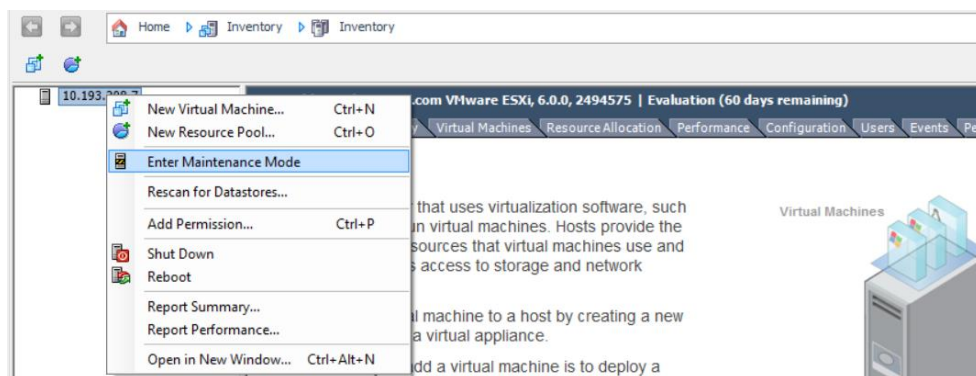 Home Inventory Inventory
10.193.
.com VMware ESXi, 6.0.0, 2494575 | Evaluation (60 days remaining)
New Virtual Machine... Ctrl+N
Virtual Machines Resource Allocation Performance Configuration Users Events
New Resource Pool... Ctrl+O
Enter Maintenance Mode
Rescan for Datastores...
that uses virtualization software, such
Virtual Machines
Add Permission... Ctrl+P
un virtual machines. Hosts provide the
sources that virtual machines use and
Shut Down
access to storage and network
Reboot
Report Summary...
machine to a host by creating a new
Report Performance...
a virtual appliance.
Open in New Window... Ctrl+Alt+N
dd a virtual machine is to deploy a